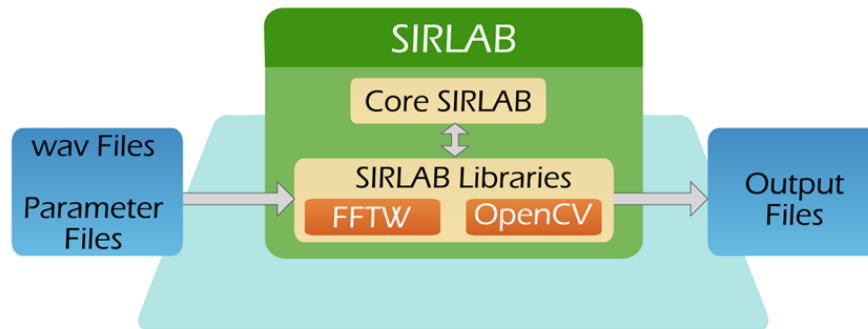 SIRLAB
Core SIRLAB
wav Files
Parameter
Files
SIRLAB Libraries
FFTW
OpenCV
Output
Files